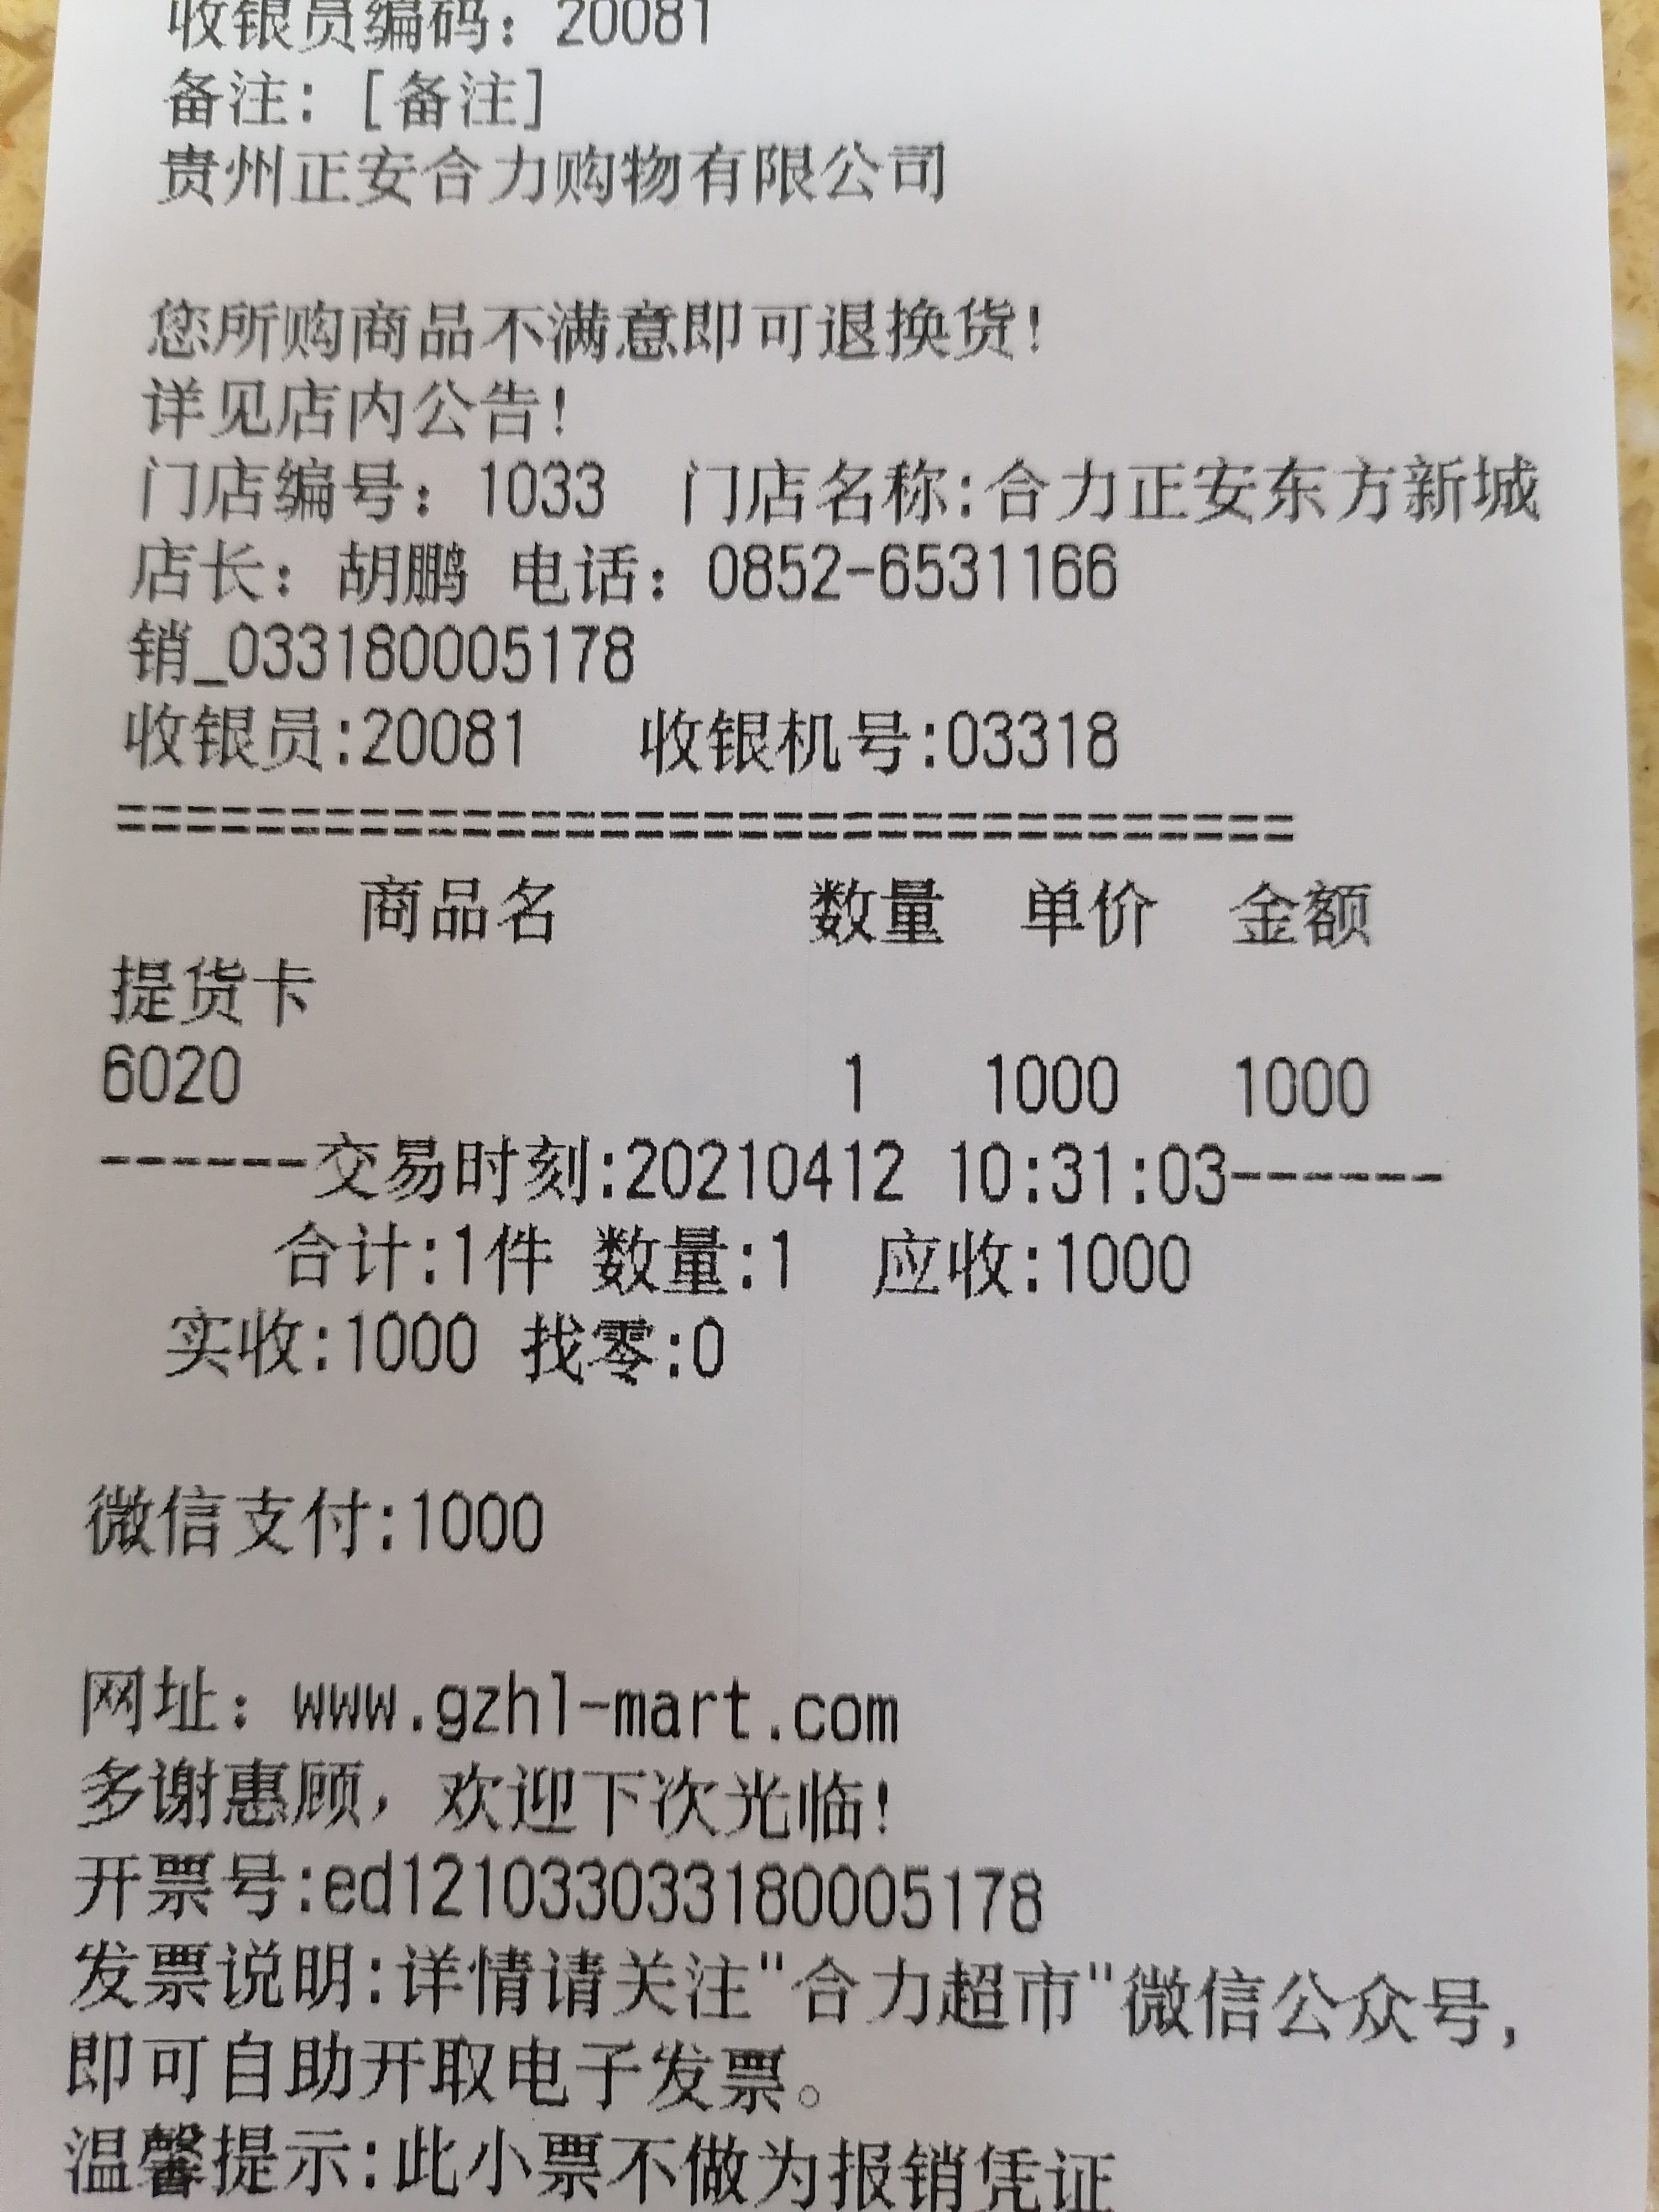 收银员编码：20081
备注：[备注]
贵州正安合力购物有限公司
您所购商品不满意即可退换货！
详见店内公告！
门店编号：1033 门店名称:合力正安东方新城
店长：胡鹏 电话：0852-6531166
销_033180005178
收银员:20081 收银机号:03318
==================================
商品名 数量 单价 金额
提货卡
6020 1 1000 1000
------交易时刻:20210412 10:31:03------
合计:1件 数量:1 应收:1000
实收:1000 找零:0
微信支付:1000
网址：www.gzhl-mart.com
多谢惠顾，欢迎下次光临！
开票号:ed121033033180005178
发票说明:详情请关注"合力超市"微信公众号，
即可自助开取电子发票。
温馨提示:此小票不做为报销凭证